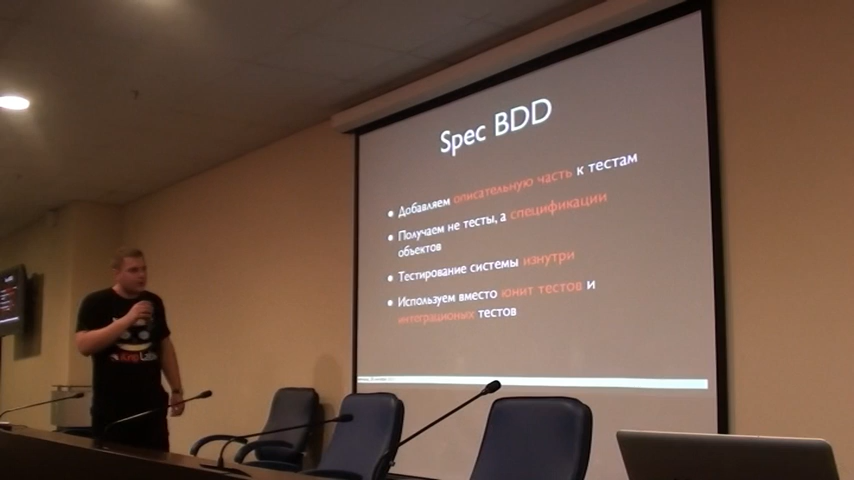 Spec BDD
• Добавляем описательную часть к тестам
• Получаем не тесты, а спецификации
объектов
• Тестирование системы изнутри
• Используем вместо юнит тестов и
интеграционых тестов